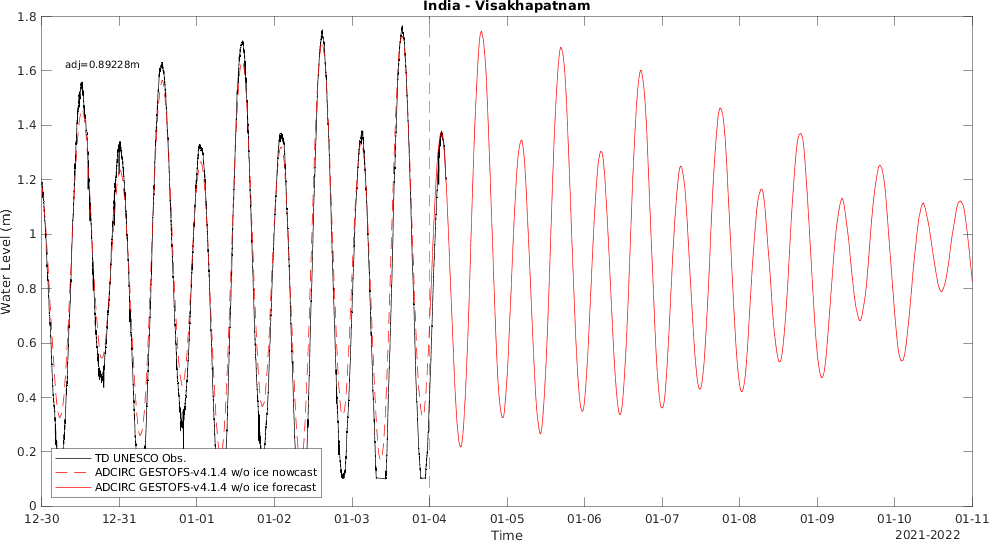 India - Visakhapatnam
adj=0.89228m
Water Level (m)
1.8
1.6
1.4
1.2
1
0.8
0.6
0.4
0.2
0
TD UNESCO Obs.
ADCIRC GESTOFS-v4.1.4 w/o ice nowcast
ADCIRC GESTOFS-v4.1.4 w/o ice forecast
12-30 12-31 01-01 01-02 01-03 01-04 01-05 01-06 01-07 01-08 01-09 01-10 01-11
Time
2021-2022